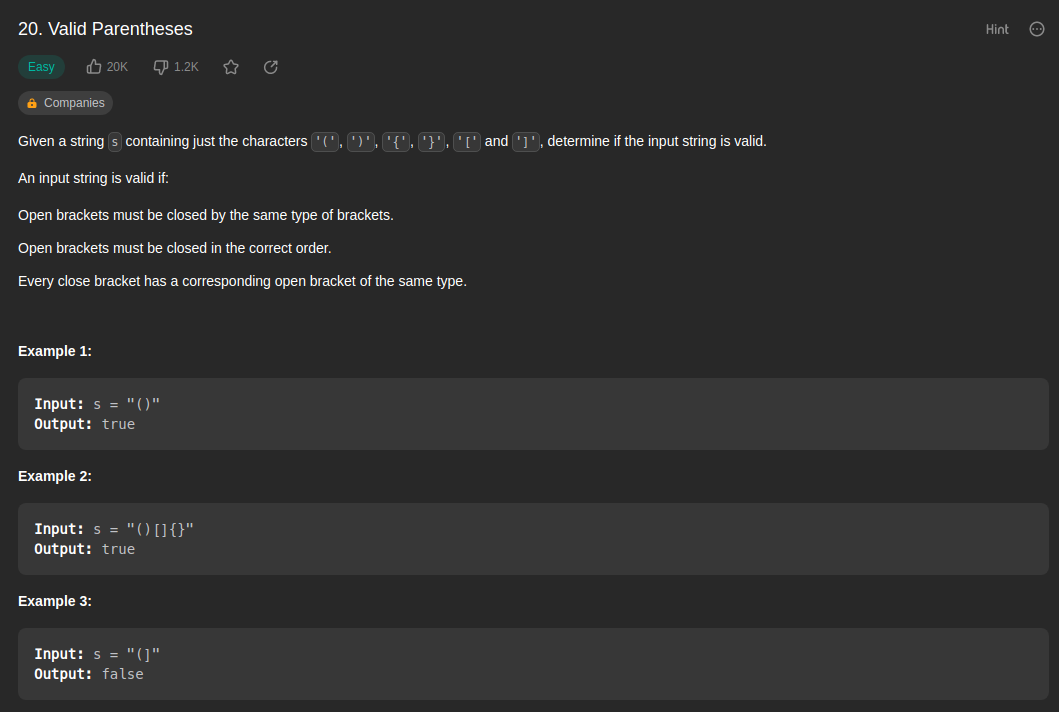 20. Valid Parentheses
Hint
Easy 20K 1.2K
Companies
Given a string s containing just the characters '(', ')', '{', '}', '[' and ']', determine if the input string is valid.
An input string is valid if:
Open brackets must be closed by the same type of brackets.
Open brackets must be closed in the correct order.
Every close bracket has a corresponding open bracket of the same type.
Example 1:
Input: s = "()"
Output: true
Example 2:
Input: s = "()[]{}"
Output: true
Example 3:
Input: s = "(]"
Output: false